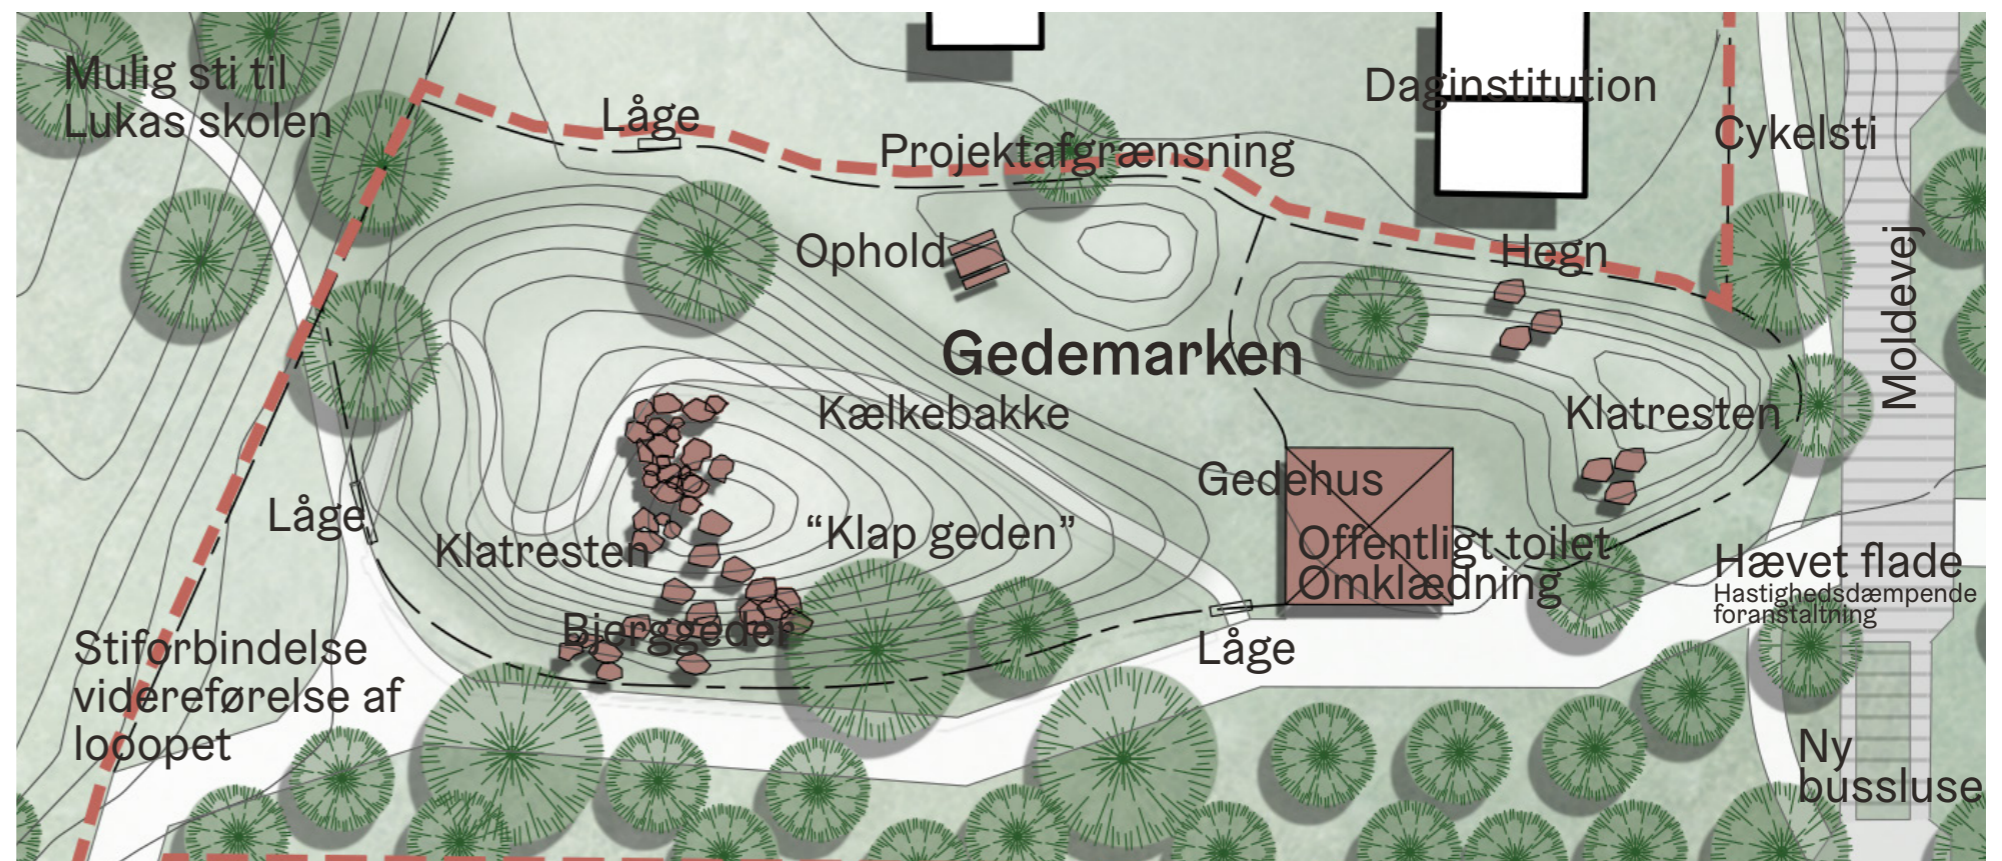 Mulig sti til
Lukas skolen
Låge
Projektafgrænsning
Daginstitution
Cykelsti
Ophold
Hegn
Moldevej
Gedemarken
Kælkebakke
Klatresten
Gedehus
Låge
Klatresten
“Klap geden”
Offentligt toilet
Omklædning
Hævet flade
Hastighedsdæmpende
foranstaltning
Bjerggeder
Låge
Stiforbindelse
videreførelse af
looopet
Ny
bussluse